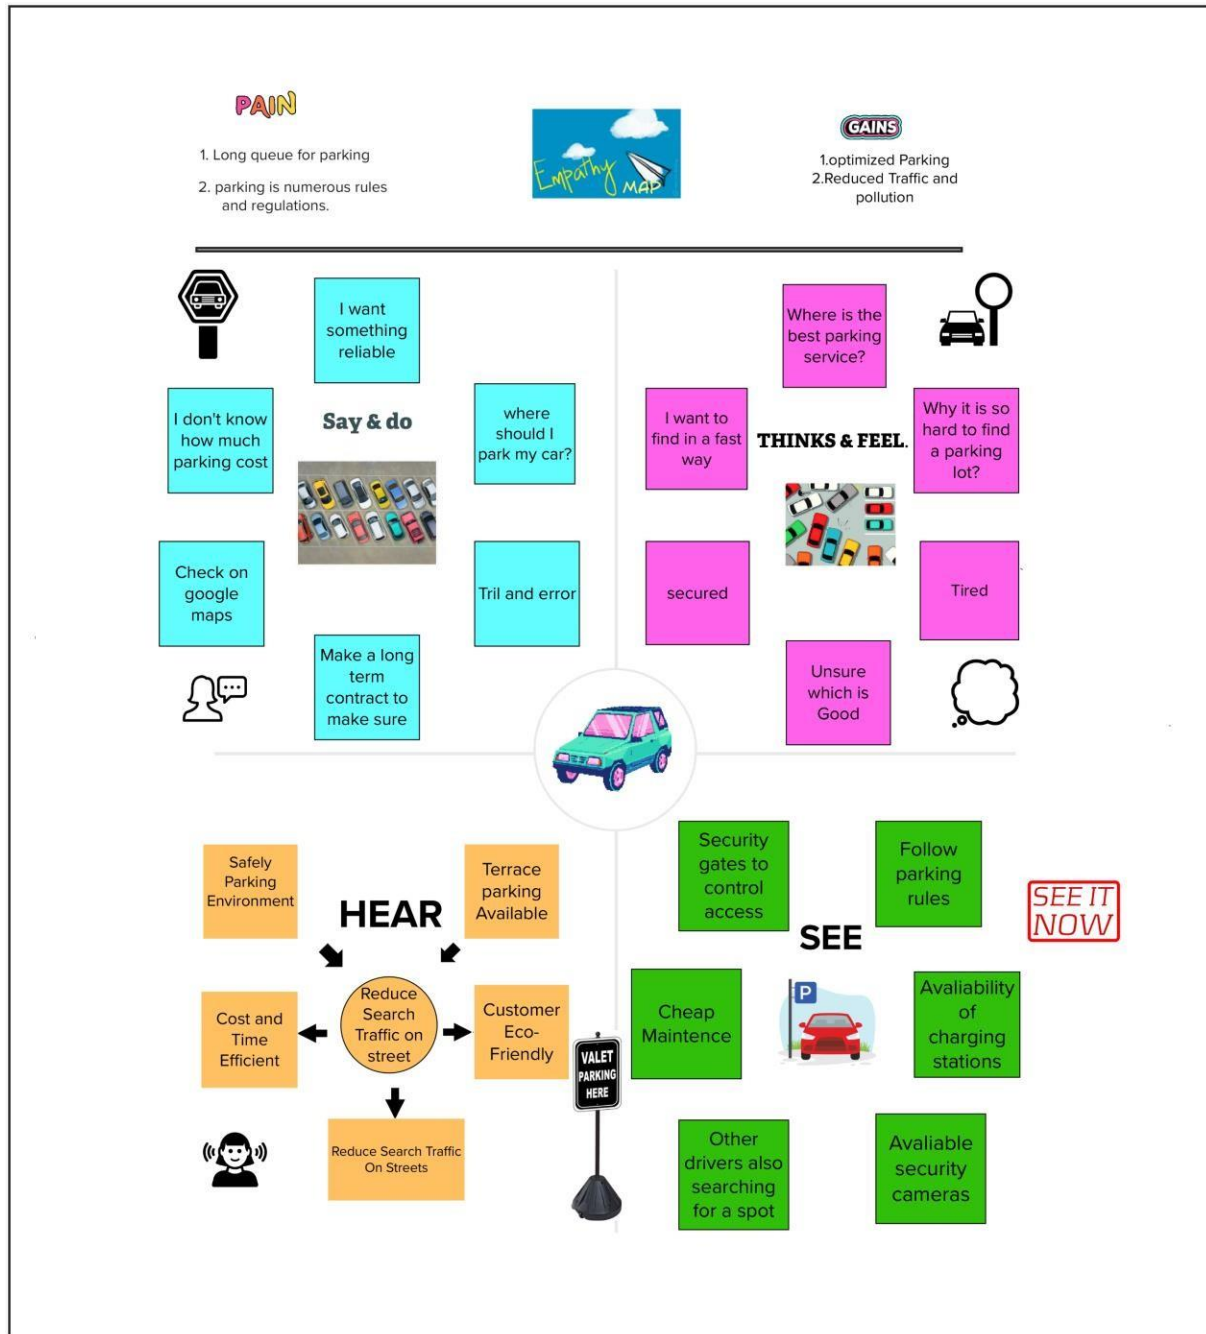 PAIN
1. Long queue for parking
2. parking is numerous rules
and regulations.
Empathy
MAP
GAINS
1.optimized Parking
2.Reduced Traffic and
pollution
I want
something
reliable
I don't know
how much
parking cost
Say & do
where
should I
park my car?
Check on
google
maps
Tril and error
Make a long
term
contract to
make sure
Where is the
best parking
service?
I want to
find in a fast
way
THINKS & FEEL.
Why it is so
hard to find
a parking
lot?
secured
Tired
Unsure
which is
Good
Safely
Parking
Environment
HEAR
Terrace
parking
Available
Cost and
Time
Efficient
Reduce
Search
Traffic on
street
Customer
Eco-
Friendly
Reduce Search Traffic
On Streets
VALET
PARKING
HERE
Security
gates to
control
access
Follow
parking
rules
SEE IT
NOW
SEE
Cheap
Maintence
P
Avaliability
of
charging
stations
Other
drivers also
searching
for a spot
Avaliable
security
cameras